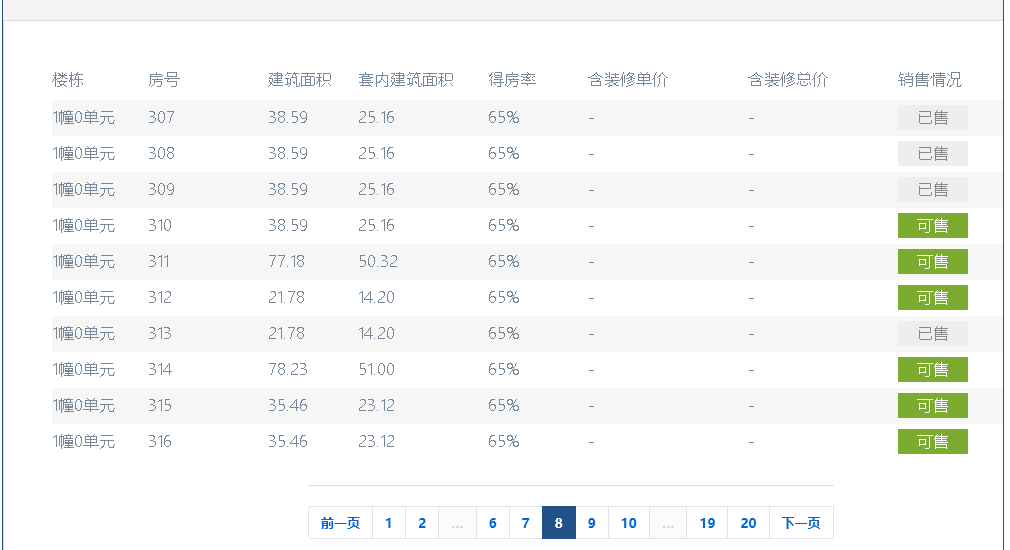 楼栋 房号 建筑面积 套内建筑面积 得房率 含装修单价 含装修总价 销售情况
1幢0单元 307 38.59 25.16 65% - - 已售
1幢0单元 308 38.59 25.16 65% - - 已售
1幢0单元 309 38.59 25.16 65% - - 已售
1幢0单元 310 38.59 25.16 65% - - 可售
1幢0单元 311 77.18 50.32 65% - - 可售
1幢0单元 312 21.78 14.20 65% - - 可售
1幢0单元 313 21.78 14.20 65% - - 已售
1幢0单元 314 78.23 51.00 65% - - 可售
1幢0单元 315 35.46 23.12 65% - - 可售
1幢0单元 316 35.46 23.12 65% - - 可售
前一页 1 2 ... 6 7 8 9 10 ... 19 20 下一页